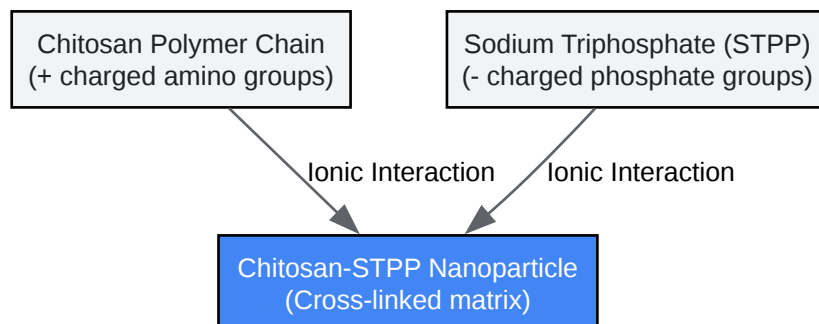 Chitosan Polymer Chain
(+ charged amino groups)
Sodium Triphosphate (STPP)
(- charged phosphate groups)
Ionic Interaction
Ionic Interaction
Chitosan-STPP Nanoparticle
(Cross-linked matrix)